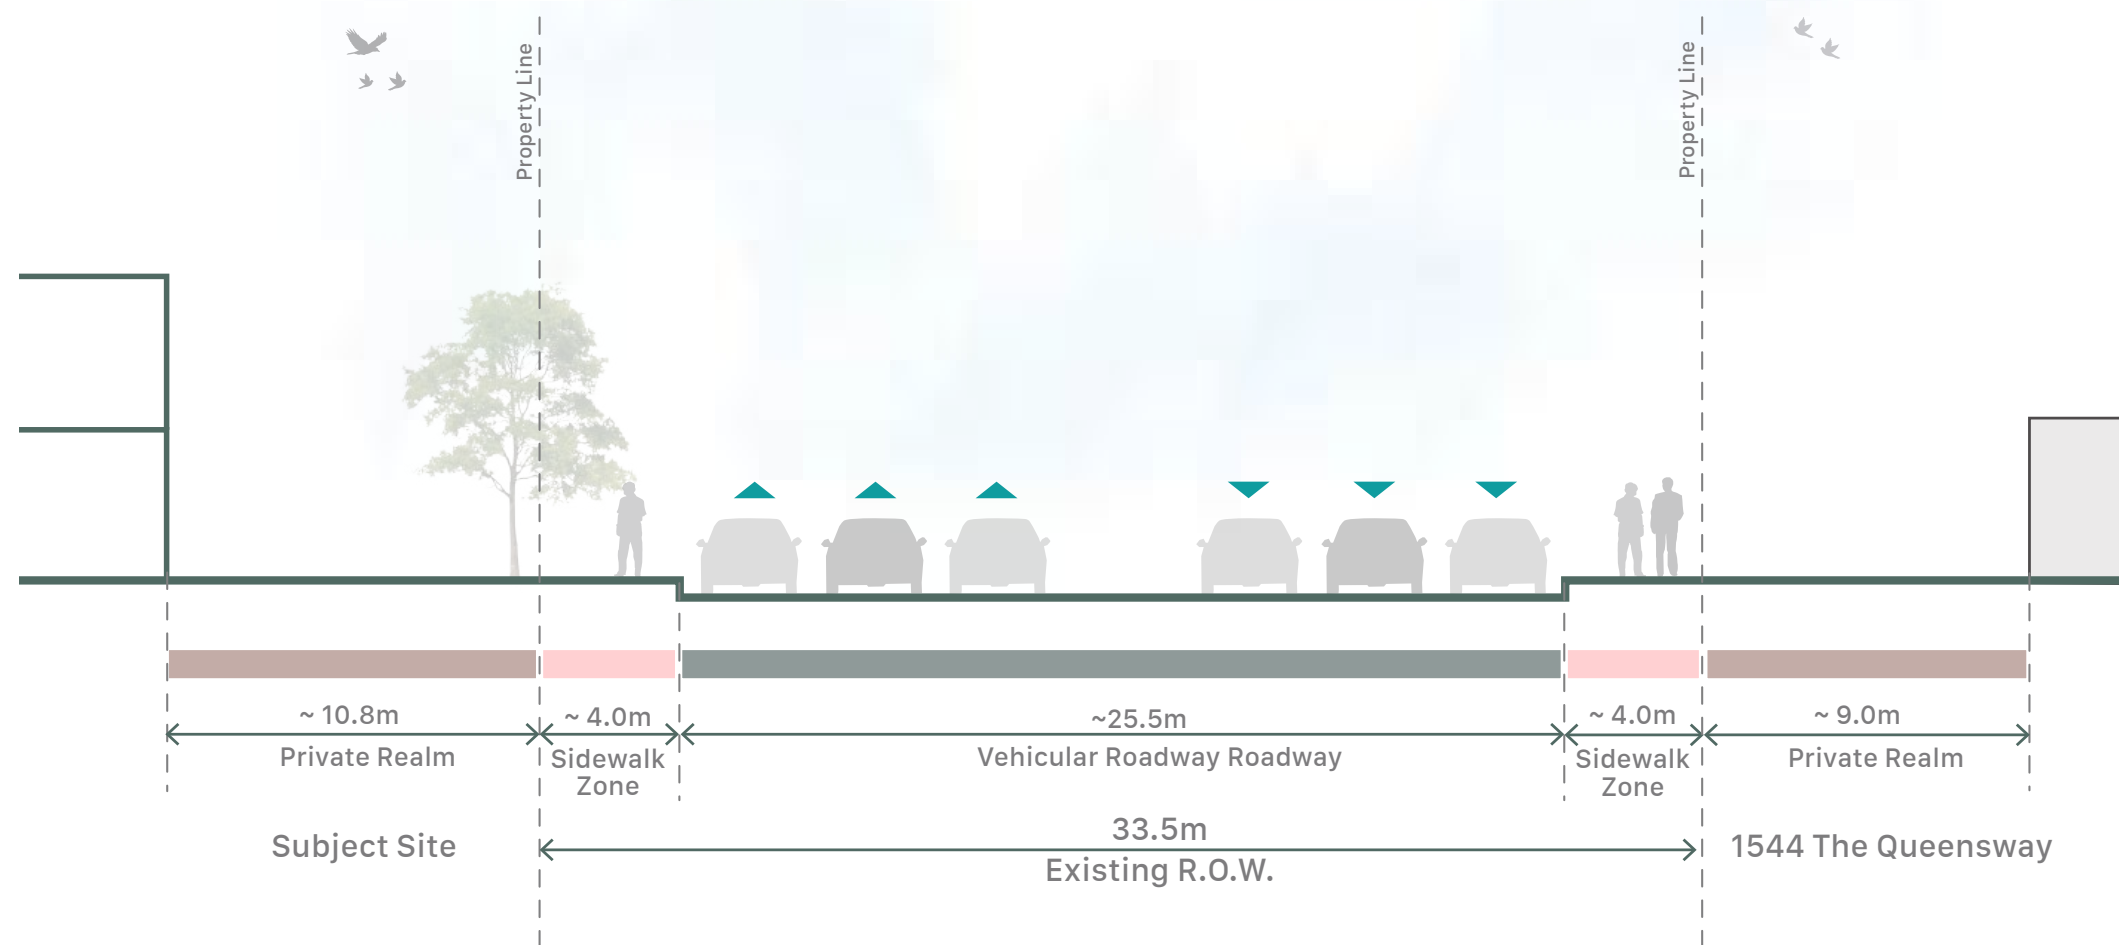 Property Line
Property Line
~ 10.8m
Private Realm
~ 4.0m
Sidewalk
Zone
~25.5m
Vehicular Roadway Roadway
~ 4.0m
Sidewalk
Zone
~ 9.0m
Private Realm
Subject Site
33.5m
Existing R.O.W.
1544 The Queensway